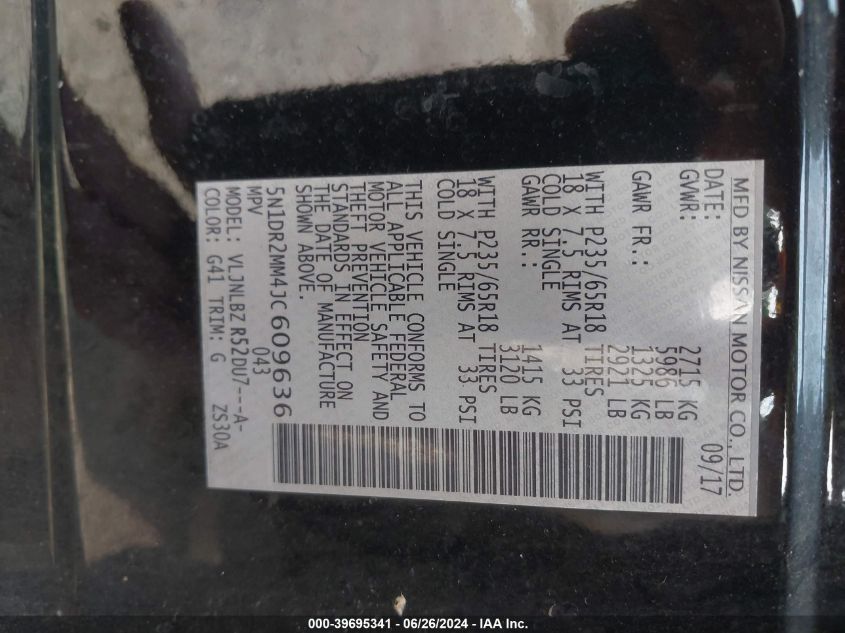 MFD BY NISSAN MOTOR CO., LTD.
DATE: 09/17
GVWR: 2715 KG
5986 LB
GAWR FR.: 1325 KG
2921 LB
WITH P235/65R18 TIRES
18 X 7.5 RIMS AT 33 PSI
COLD SINGLE
GAWR RR.: 1415 KG
3120 LB
WITH P235/65R18 TIRES
18 X 7.5 RIMS AT 33 PSI
COLD SINGLE
THIS VEHICLE CONFORMS TO
ALL APPLICABLE FEDERAL
MOTOR VEHICLE SAFETY AND
THEFT PREVENTION
STANDARDS IN EFFECT ON
THE DATE OF MANUFACTURE
SHOWN ABOVE.
5N1DR2MM4JC609636
MPV 043
MODEL: VLJNLBZ R52DU7---A-
COLOR: G41 TRIM: G ZS30A
000-39695341 - 06/26/2024 - IAA Inc.